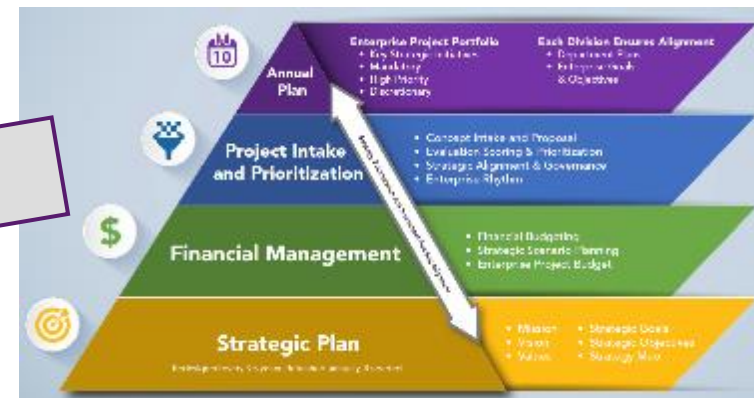 10
Annual
Plan
Enterprise Project Portfolio
• Key Strategic Initiatives
• Mandatory
• High Priority
• Discretionary
Each Division Ensures Alignment
• Department Plans
• Enterprise Goals
& Objectives
Project Intake
and Prioritization
• Concept Intake and Proposal
• Evaluation Scoring & Prioritization
• Strategic Alignment & Governance
• Enterprise Rhythm
$
Financial Management
• Financial Budgeting
• Strategic Scenario Planning
• Enterprise Project Budget
Strategic Plan
• Mission
• Vision
• Values
• Strategic Goals
• Strategic Objectives
• Strategy Map